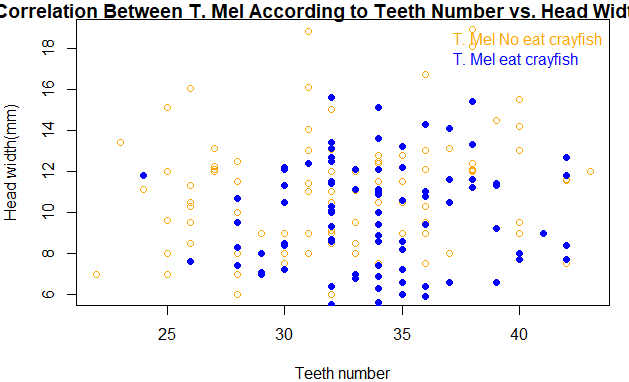 Correlation Between T. Mel According to Teeth Number vs. Head Widt
T. Mel No eat crayfish
T. Mel eat crayfish
Head width(mm)
18
16
14
12
10
8
6
25 30 35 40
Teeth number